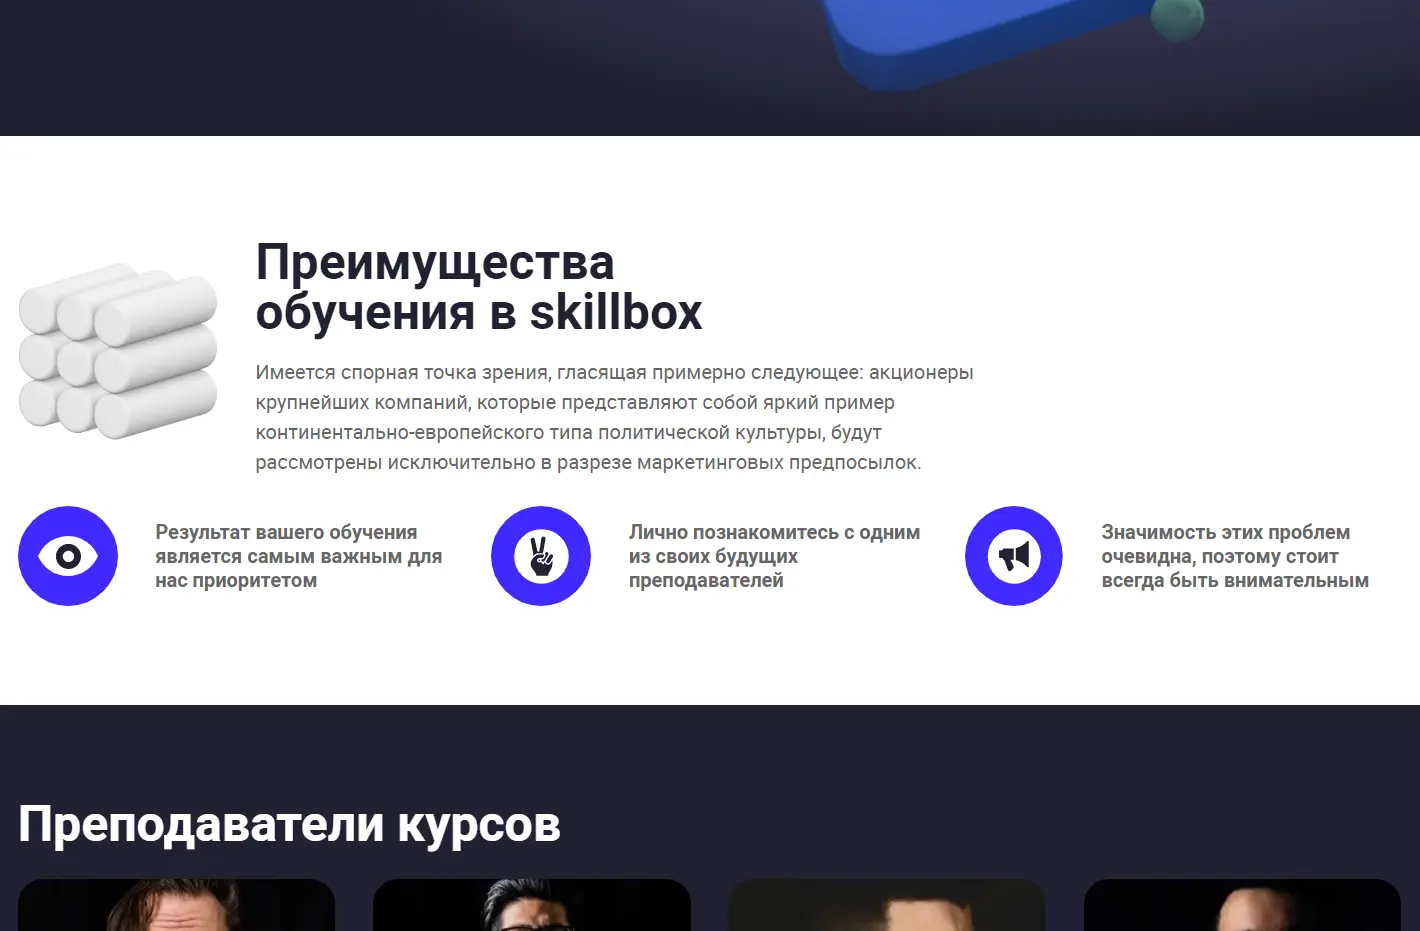 Преимущества
обучения в skillbox
Имеется спорная точка зрения, гласящая примерно следующее: акционеры
крупнейших компаний, которые представляют собой яркий пример
континентально-европейского типа политической культуры, будут
рассмотрены исключительно в разрезе маркетинговых предпосылок.
Результат вашего обучения
является самым важным для
нас приоритетом
Лично познакомитесь с одним
из своих будущих
преподавателей
Значимость этих проблем
очевидна, поэтому стоит
всегда быть внимательным
Преподаватели курсов